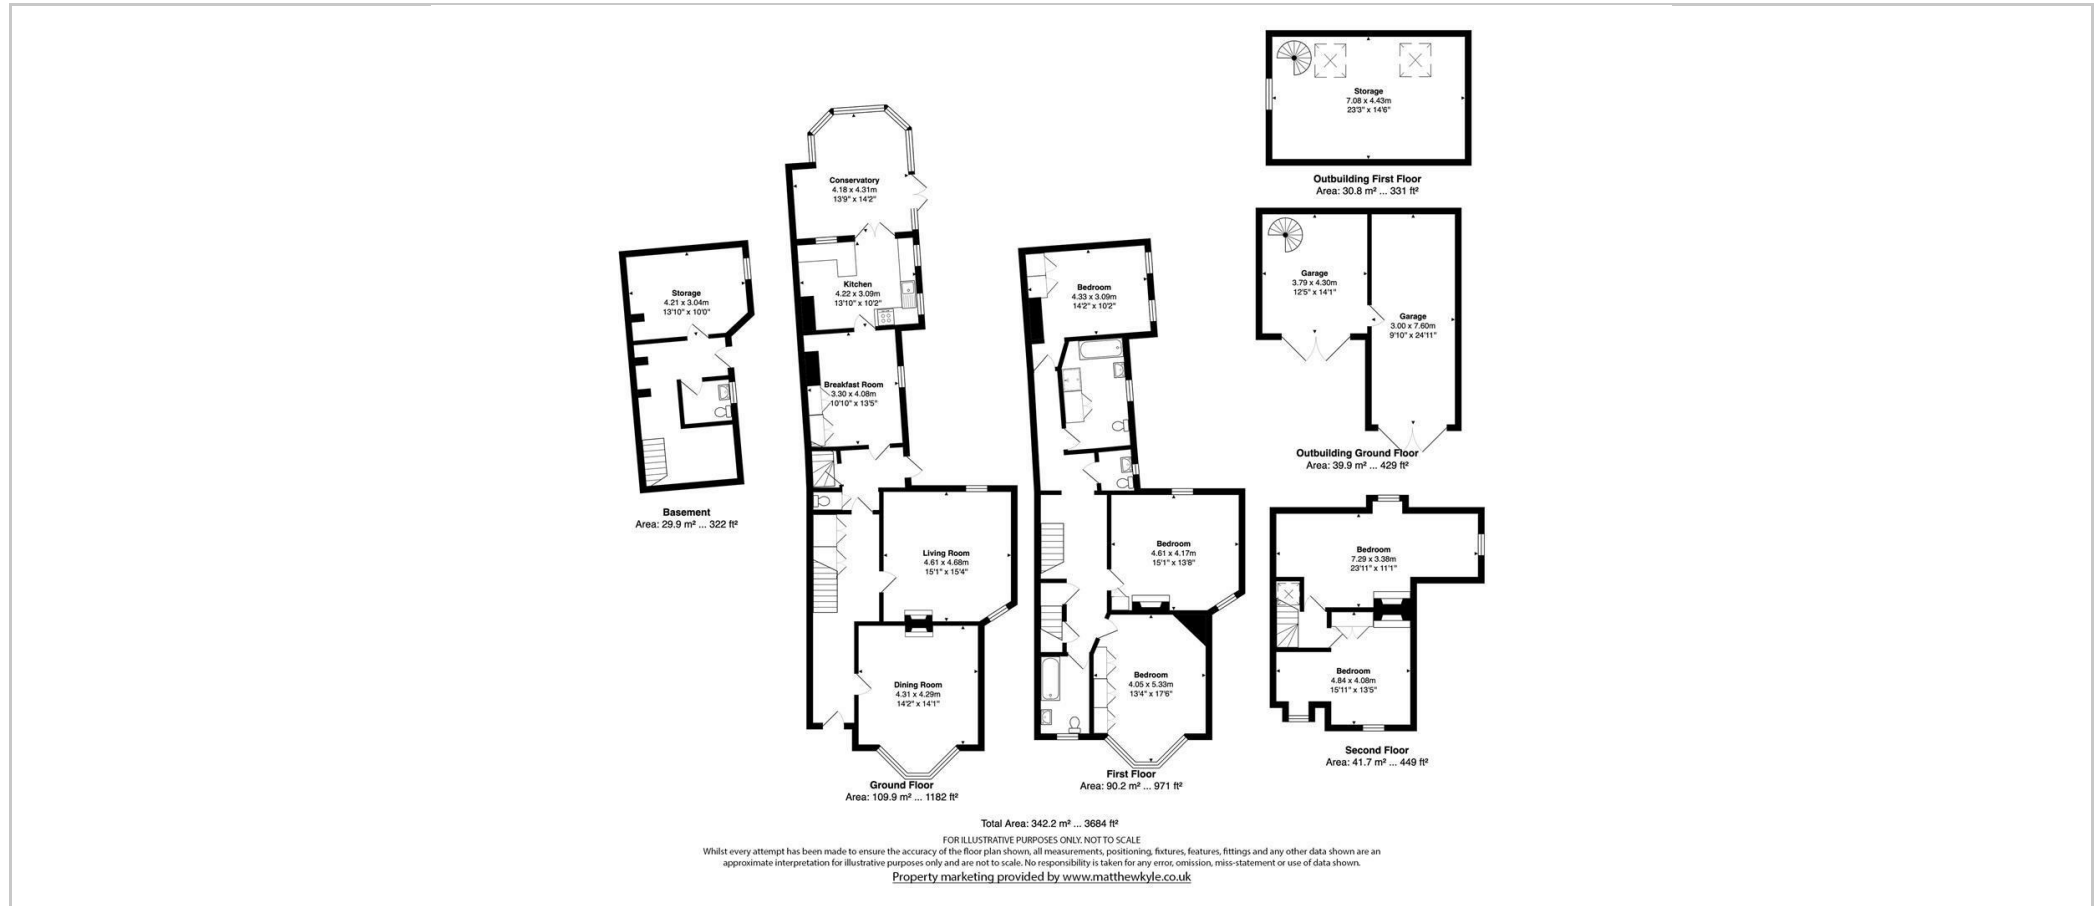 Storage
7.08 x 4.43m
23'3" x 14'6"
Outbuilding First Floor
Area: 30.8 m² ... 331 ft²
Conservatory
4.18 x 4.31m
13'9" x 14'2"
Kitchen
4.22 x 3.09m
13'10" x 10'2"
Breakfast Room
3.30 x 4.08m
10'10" x 13'5"
Living Room
4.61 x 4.68m
15'1" x 15'4"
Dining Room
4.31 x 4.29m
14'2" x 14'1"
Ground Floor
Area: 109.9 m² ... 1182 ft²
Storage
4.21 x 3.04m
13'10" x 10'0"
Basement
Area: 29.9 m² ... 322 ft²
Bedroom
4.33 x 3.09m
14'2" x 10'2"
Bedroom
4.61 x 4.17m
15'1" x 13'8"
Bedroom
4.05 x 5.33m
13'4" x 17'6"
First Floor
Area: 90.2 m² ... 971 ft²
Garage
3.79 x 4.30m
12'5" x 14'1"
Garage
3.00 x 7.60m
9'10" x 24'11"
Outbuilding Ground Floor
Area: 39.9 m² ... 429 ft²
Bedroom
7.29 x 3.38m
23'11" x 11'1"
Bedroom
4.84 x 4.08m
15'11" x 13'5"
Second Floor
Area: 41.7 m² ... 449 ft²
Total Area: 342.2 m² ... 3684 ft²
FOR ILLUSTRATIVE PURPOSES ONLY. NOT TO SCALE
Whilst every attempt has been made to ensure the accuracy of the floor plan shown, all measurements, positioning, fixtures, features, fittings and any other data shown are an
approximate interpretation for illustrative purposes only and are not to scale. No responsibility is taken for any error, omission, miss-statement or use of data shown.
Property marketing provided by www.matthewkyle.co.uk